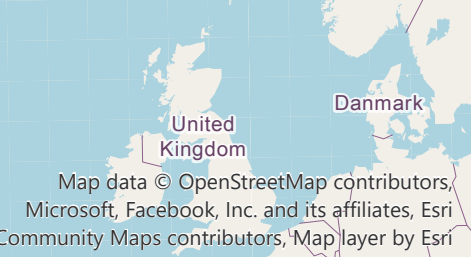 Danmark
United
Kingdom
Map data © OpenStreetMap contributors,
Microsoft, Facebook, Inc. and its affiliates, Esri
Community Maps contributors, Map layer by Esri